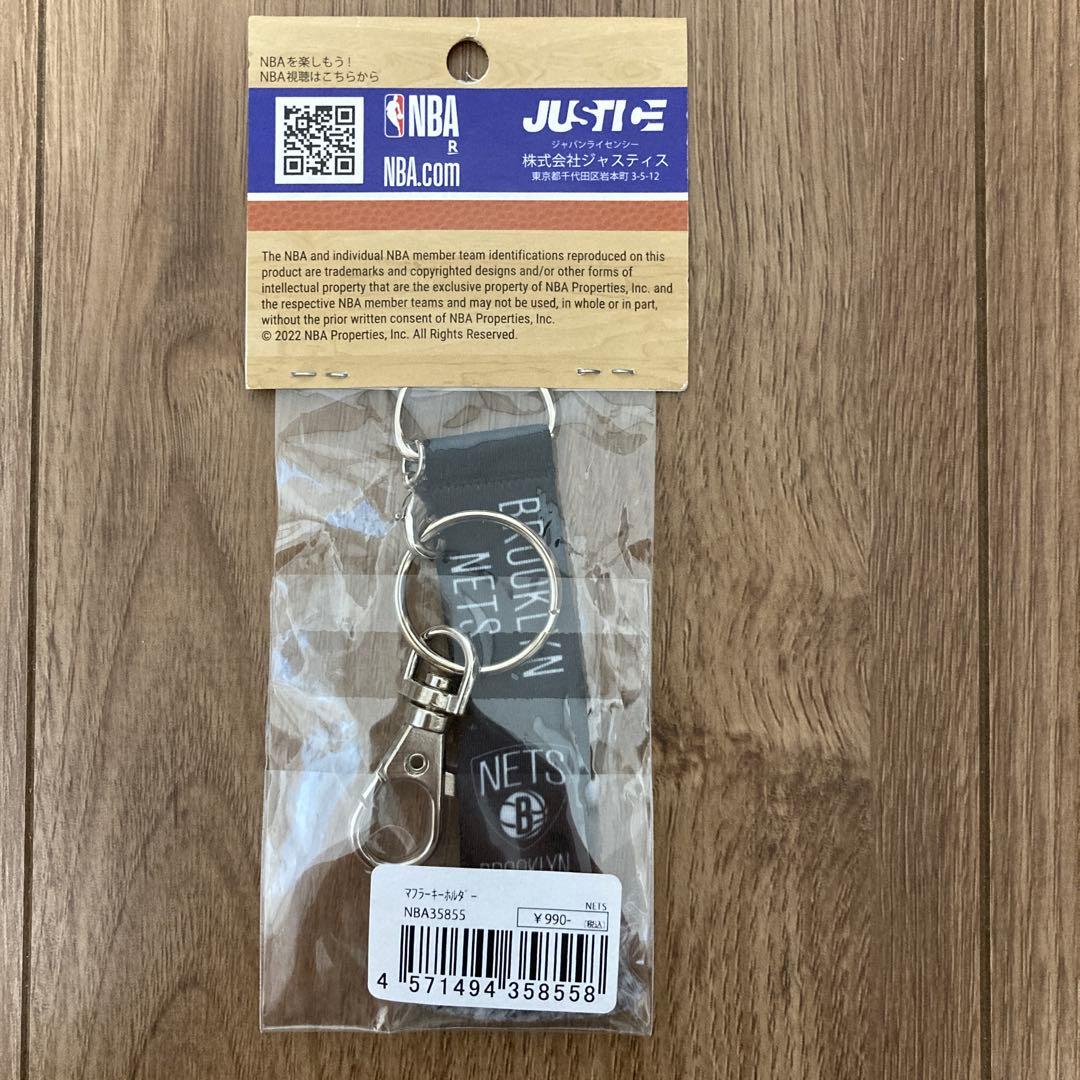 NBAを楽しもう!
NBA視聴はこちらから
NBA
R
NBA.com
JUSTICE
ジャパンライセンシー
株式会社ジャスティス
東京都千代田区岩本町 3-5-12
The NBA and individual NBA member team identifications reproduced on this
product are trademarks and copyrighted designs and/or other forms of
intellectual property that are the exclusive property of NBA Properties, Inc. and
the respective NBA member teams and may not be used, in whole or in part,
without the prior written consent of NBA Properties, Inc.
© 2022 NBA Properties, Inc. All Rights Reserved.
BROOKLYN
NETS
NETS
B
BROOKLYN
マフラーキーホルダー
NETS
NBA35855
¥990-
(税込)
4 571494 358558